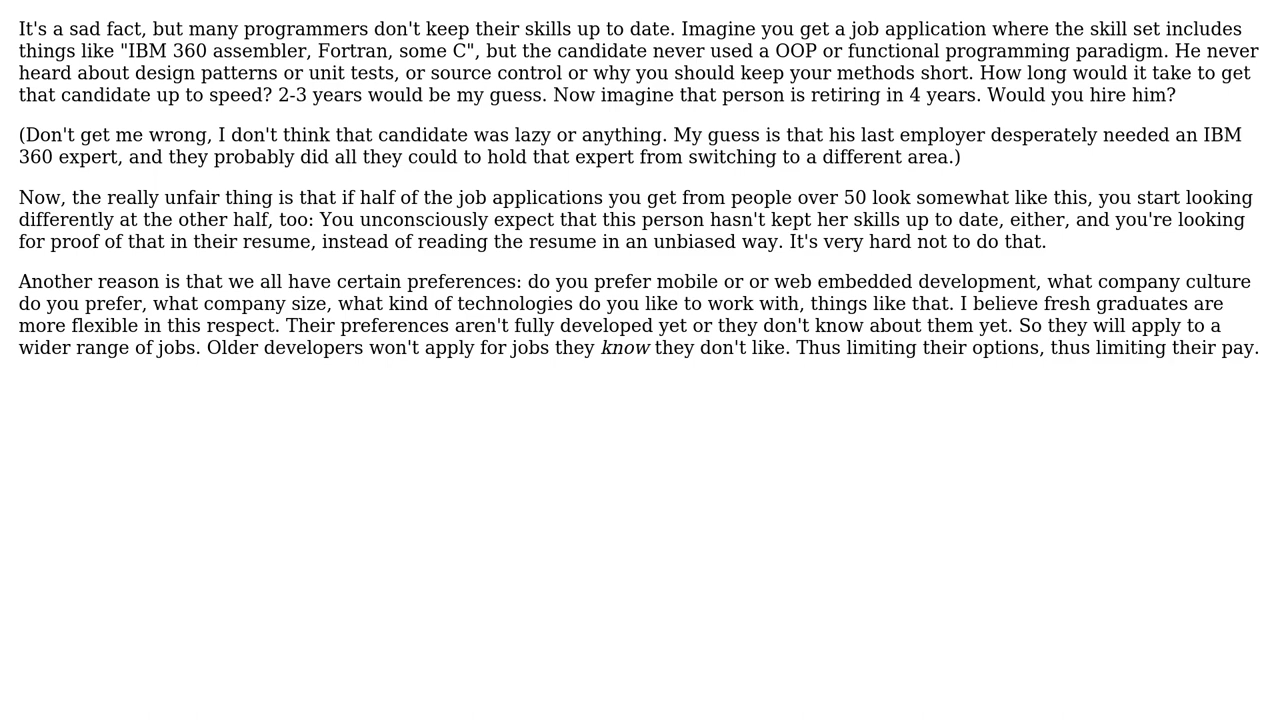 It's a sad fact, but many programmers don't keep their skills up to date. Imagine you get a job application where the skill set includes
things like "IBM 360 assembler, Fortran, some C", but the candidate never used a OOP or functional programming paradigm. He never
heard about design patterns or unit tests, or source control or why you should keep your methods short. How long would it take to get
that candidate up to speed? 2-3 years would be my guess. Now imagine that person is retiring in 4 years. Would you hire him?
(Don't get me wrong, I don't think that candidate was lazy or anything. My guess is that his last employer desperately needed an IBM
360 expert, and they probably did all they could to hold that expert from switching to a different area.)
Now, the really unfair thing is that if half of the job applications you get from people over 50 look somewhat like this, you start looking
differently at the other half, too: You unconsciously expect that this person hasn't kept her skills up to date, either, and you're looking
for proof of that in their resume, instead of reading the resume in an unbiased way. It's very hard not to do that.
Another reason is that we all have certain preferences: do you prefer mobile or or web embedded development, what company culture
do you prefer, what company size, what kind of technologies do you like to work with, things like that. I believe fresh graduates are
more flexible in this respect. Their preferences aren't fully developed yet or they don't know about them yet. So they will apply to a
wider range of jobs. Older developers won't apply for jobs they know they don't like. Thus limiting their options, thus limiting their pay.